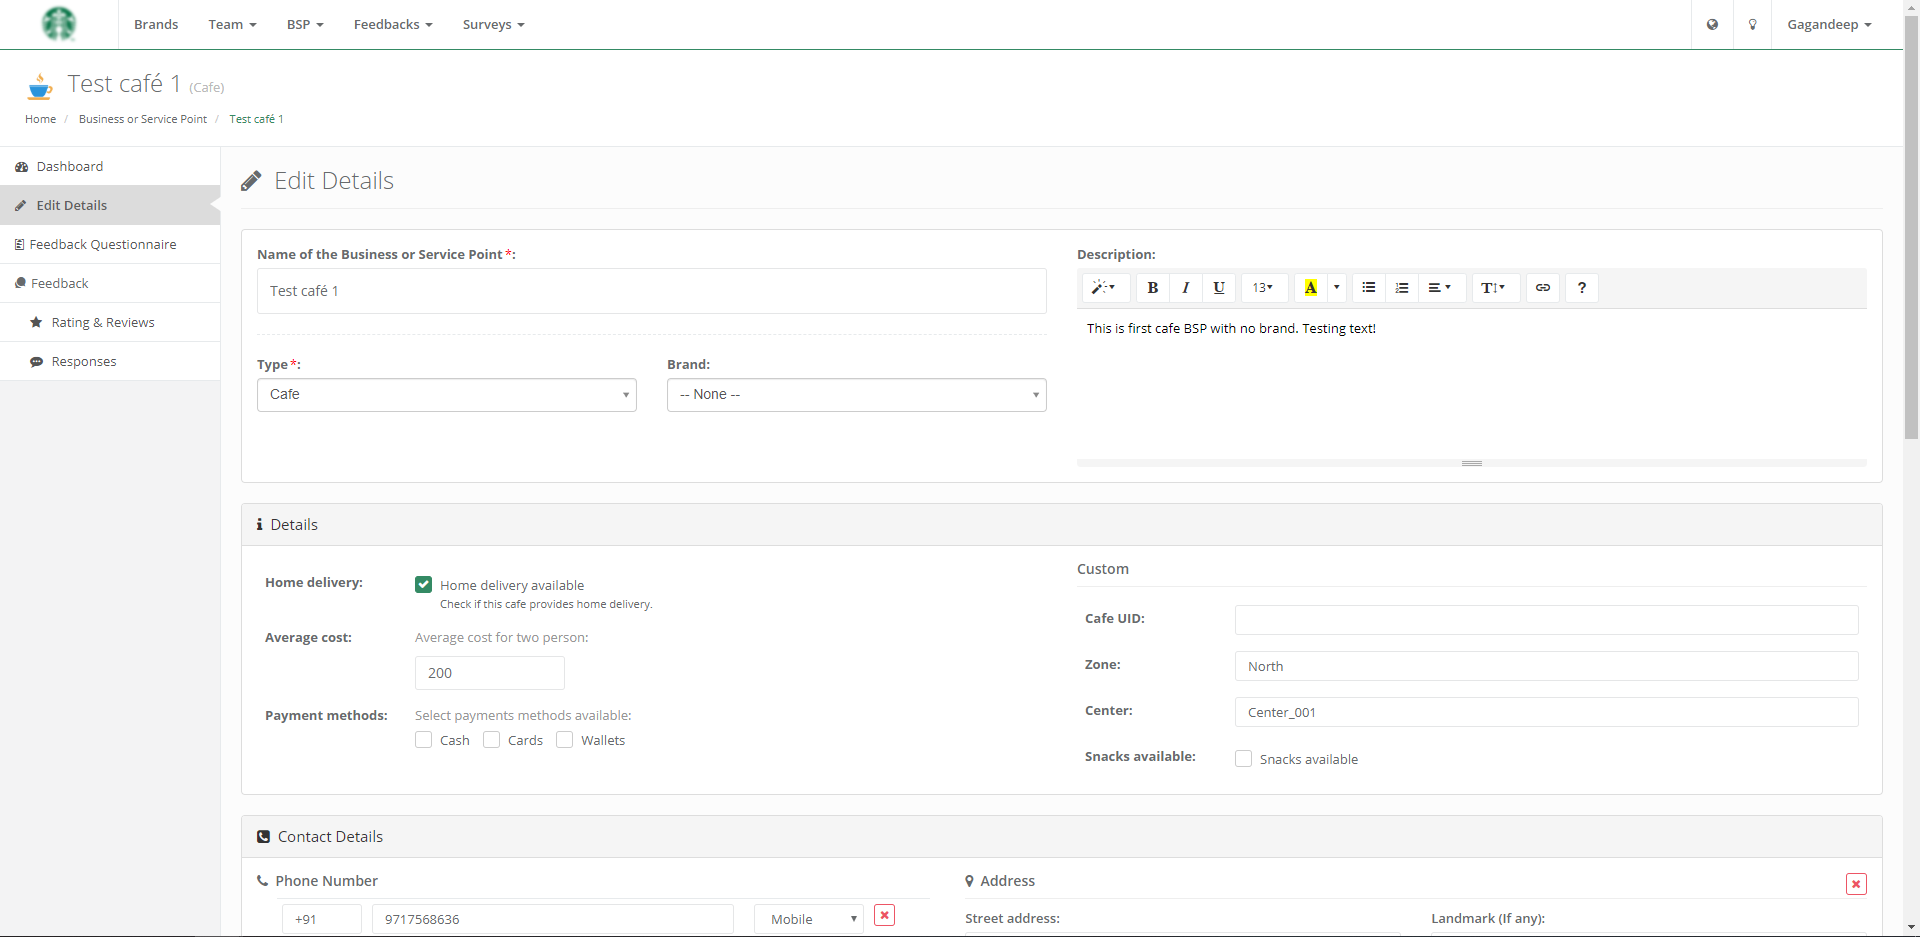 Brands Team BSP Feedbacks Surveys Gagandeep
Test café 1 (Cafe)
Home / Business or Service Point / Test café 1
Dashboard
Edit Details
Feedback Questionnaire
Feedback
Rating & Reviews
Responses
Edit Details
Name of the Business or Service Point*:
Test café 1
Type*: Brand:
Cafe -- None --
Description:
B I U 13 A T ?
This is first cafe BSP with no brand. Testing text!
Details
Home delivery: Home delivery available
Check if this cafe provides home delivery.
Average cost: Average cost for two person:
200
Payment methods: Select payments methods available:
Cash Cards Wallets
Custom
Cafe UID:
Zone: North
Center: Center_001
Snacks available: Snacks available
Contact Details
Phone Number
+91 9717568636 Mobile
Address
Street address: Landmark (If any):